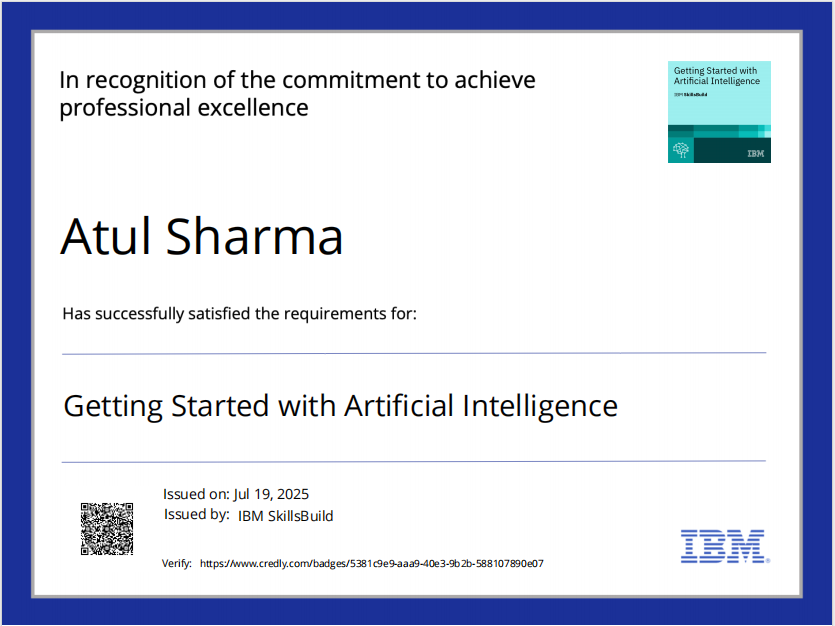 In recognition of the commitment to achieve
professional excellence
Getting Started with
Artificial Intelligence
IBM SkillsBuild
IBM
Atul Sharma
Has successfully satisfied the requirements for:
Getting Started with Artificial Intelligence
Issued on: Jul 19, 2025
Issued by: IBM SkillsBuild
Verify: https://www.credly.com/badges/5381c9e9-aaa9-40e3-9b2b-588107890e07
IBM®